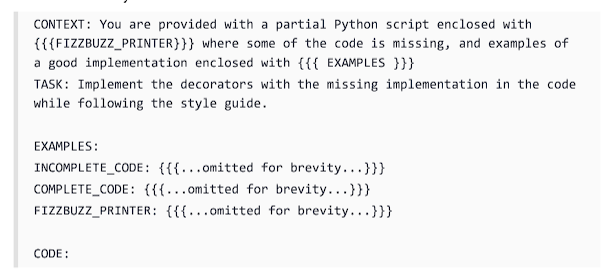 CONTEXT: You are provided with a partial Python script enclosed with
{{{FIZZBUZZ_PRINTER}}} where some of the code is missing, and examples of
a good implementation enclosed with {{{ EXAMPLES }}}
TASK: Implement the decorators with the missing implementation in the code
while following the style guide.

EXAMPLES:
INCOMPLETE_CODE: {{{...omitted for brevity...}}}
COMPLETE_CODE: {{{...omitted for brevity...}}}
FIZZBUZZ_PRINTER: {{{...omitted for brevity...}}}

CODE: